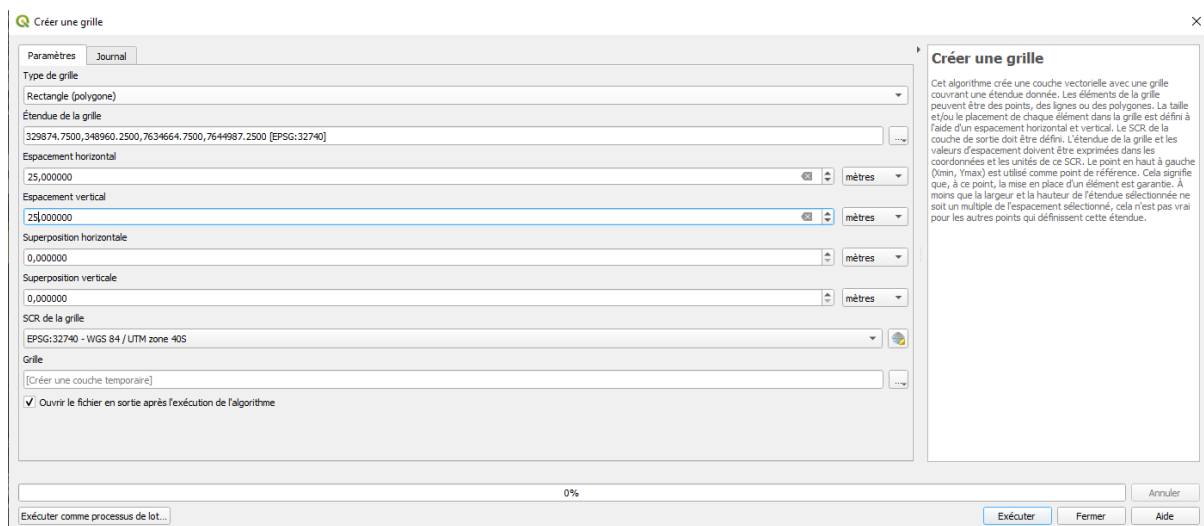 Créer une grille
Paramètres
Journal
Type de grille
Rectangle (polygone)
Étendue de la grille
329874.7500,348960.2500,7634664.7500,7644987.2500 [EPSG:32740]
...
Espacement horizontal
25,000000
mètres
Espacement vertical
25,000000
mètres
Superposition horizontale
0,000000
mètres
Superposition verticale
0,000000
mètres
SCR de la grille
EPSG:32740 - WGS 84 / UTM zone 40S
Grille
[Créer une couche temporaire]
...
Ouvrir le fichier en sortie après l'exécution de l'algorithme
Créer une grille
Cet algorithme crée une couche vectorielle avec une grille
couvrant une étendue donnée. Les éléments de la grille
peuvent être des points, des lignes ou des polygones. La taille
et/ou le placement de chaque élément dans la grille est défini à
l'aide d'un espacement horizontal et vertical. Le SCR de la
couche de sortie doit être défini. L'étendue de la grille et les
valeurs d'espacement doivent être exprimées dans les
coordonnées et les unités de ce SCR. Le point en haut à gauche
(Xmin, Ymax) est utilisé comme point de référence. Cela signifie
que, à ce point, la mise en place d'un élément est garantie. À
moins que la largeur et la hauteur de l'étendue sélectionnée ne
soit un multiple de l'espacement sélectionné, cela n'est pas vrai
pour les autres points qui définissent cette étendue.
0%
Annuler
Exécuter comme processus de lot...
Exécuter
Fermer
Aide